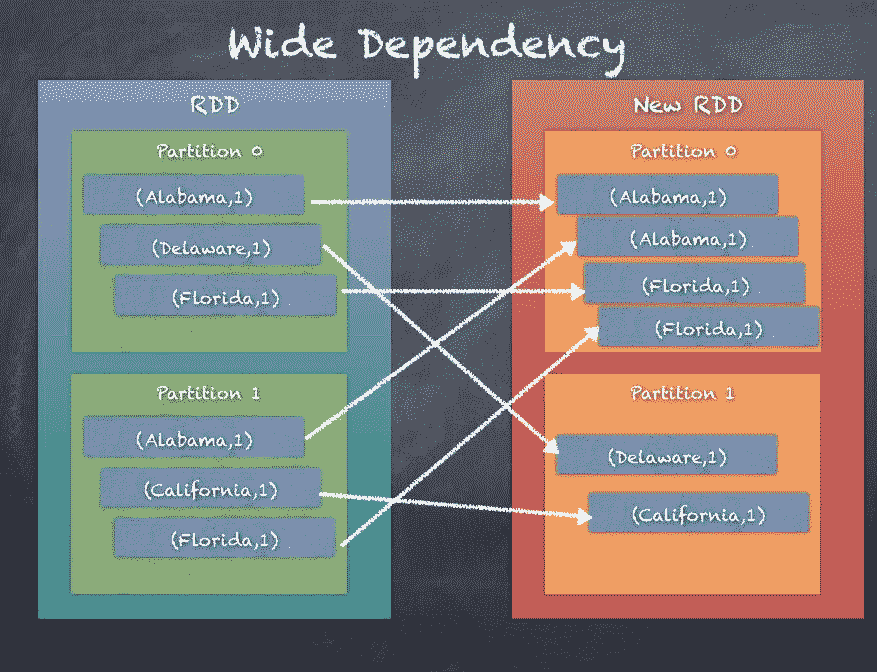 Wide Dependency
RDD
Partition 0
(Alabama,1)
(Delaware,1)
(Florida,1)
Partition 1
(Alabama,1)
(California,1)
(Florida,1)
New RDD
Partition 0
(Alabama,1)
(Alabama,1)
(Florida,1)
(Florida,1)
Partition 1
(Delaware,1)
(California,1)